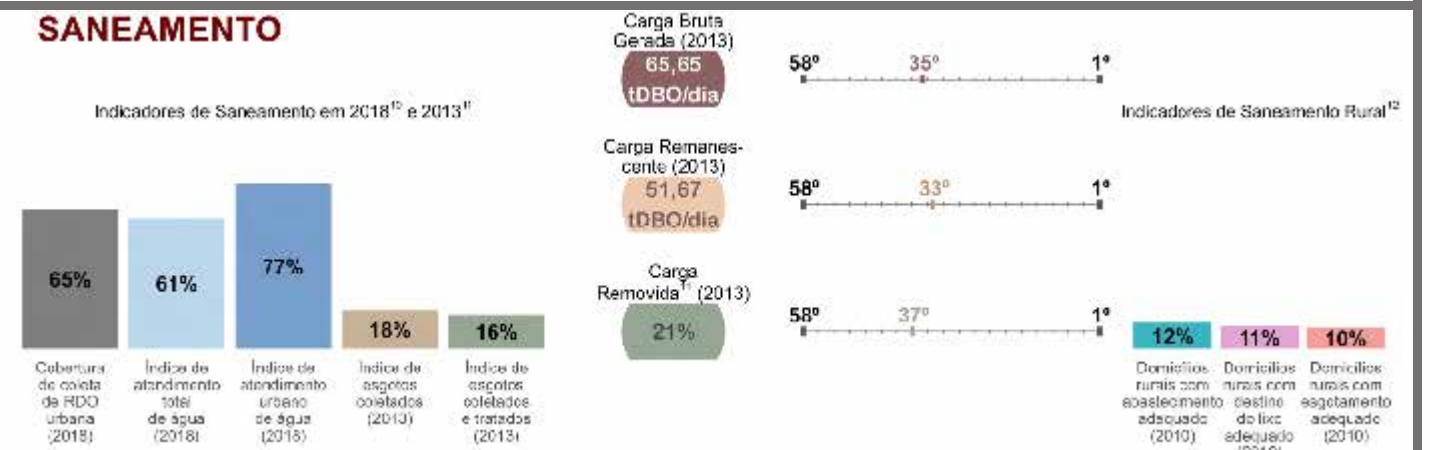 SANEAMENTO
Indicadores de Saneamento em 2018¹⁰ e 2013¹¹
65%
61%
77%
18%
16%
Cobertura
de coleta
de RDO
urbana
(2018)
Índice de
atendimento
total
de água
(2018)
Índice de
atendimento
urbano
de água
(2018)
Índice de
esgotos
coletados
(2013)
Índice de
esgotos
coletados
e tratados
(2013)
Carga Bruta
Gerada (2013)
65,65
tDBO/dia
58º 35º 1º
Carga Remanes-
cente (2013)
51,67
tDBO/dia
58º 33º 1º
Carga
Removida¹¹ (2013)
21%
58º 37º 1º
Indicadores de Saneamento Rural¹²
12%
11%
10%
Domicílios
rurais com
abastecimento
adequado
(2010)
Domicílios
rurais com
destino
do lixo
adequado
Domicílios
rurais com
esgotamento
adequado
(2010)